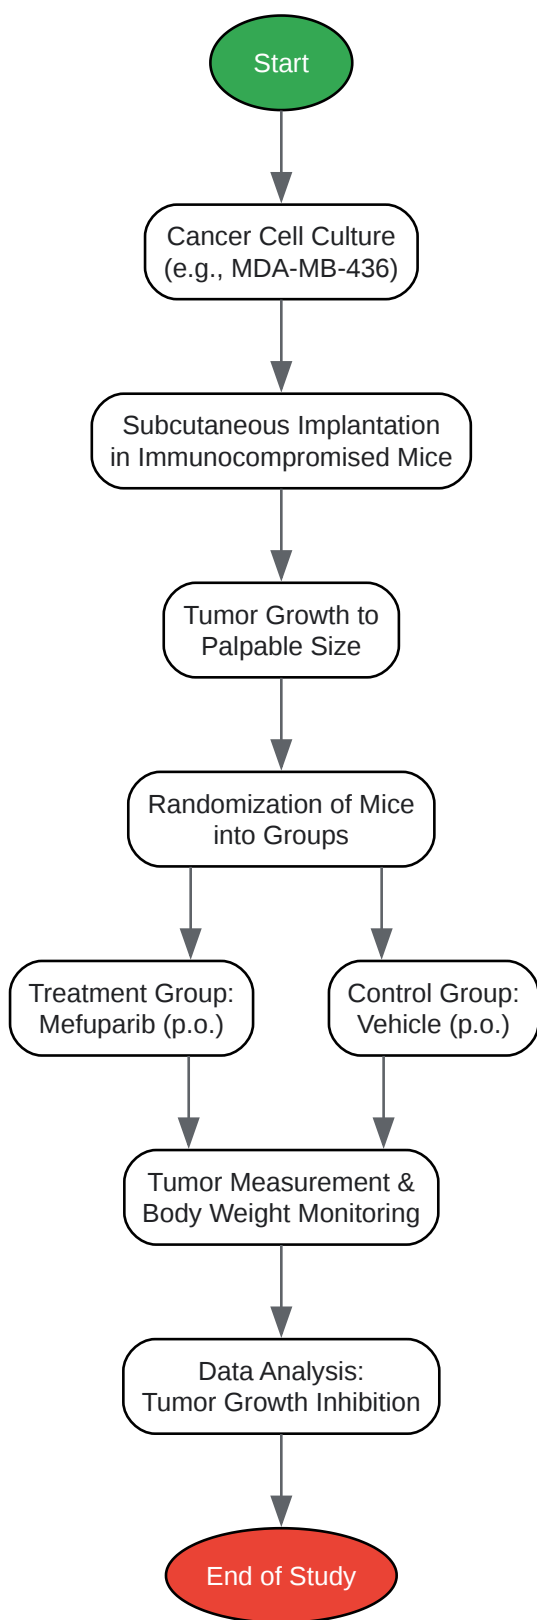 Start
Cancer Cell Culture
(e.g., MDA-MB-436)
Subcutaneous Implantation
in Immunocompromised Mice
Tumor Growth to
Palpable Size
Randomization of Mice
into Groups
Treatment Group:
Mefuparib (p.o.)
Control Group:
Vehicle (p.o.)
Tumor Measurement &
Body Weight Monitoring
Data Analysis:
Tumor Growth Inhibition
End of Study